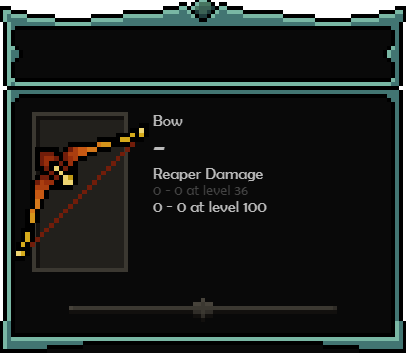 Bow
–
Reaper Damage
0 - 0 at level 36
0 - 0 at level 100